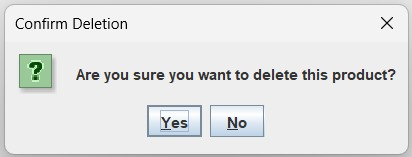 Confirm Deletion
Are you sure you want to delete this product?
Yes No